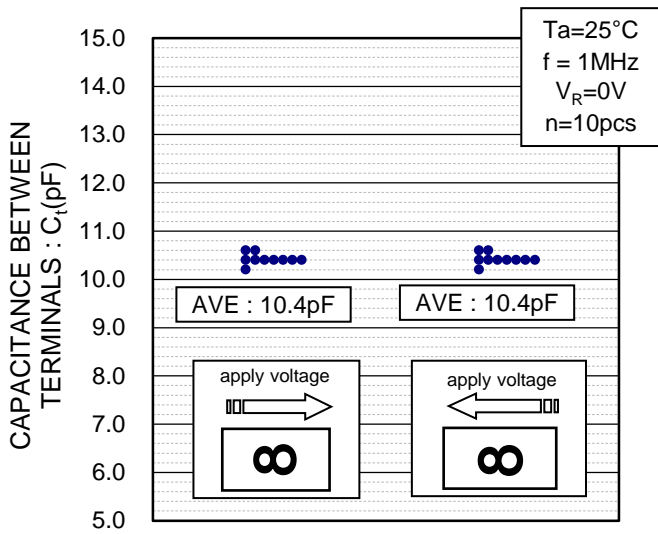 Ta=25°C
f = 1MHz
VR=0V
n=10pcs
CAPACITANCE BETWEEN
TERMINALS : Ct(pF)
15.0
14.0
13.0
12.0
11.0
10.0
9.0
8.0
7.0
6.0
5.0
AVE : 10.4pF
AVE : 10.4pF
apply voltage
apply voltage
8
8